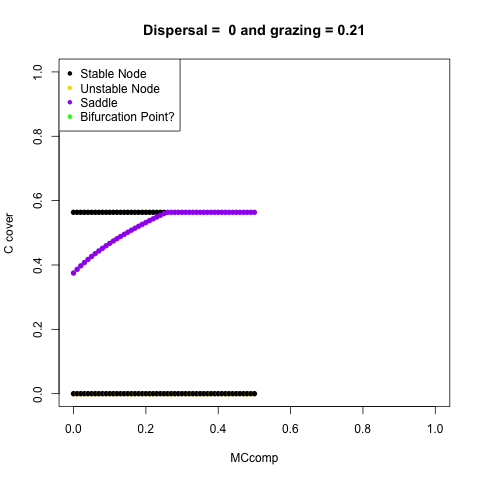 Dispersal =  0 and grazing = 0.21
Stable Node
Unstable Node
Saddle
Bifurcation Point?
C cover
1.0
0.8
0.6
0.4
0.2
0.0
0.0 0.2 0.4 0.6 0.8 1.0
MCcomp